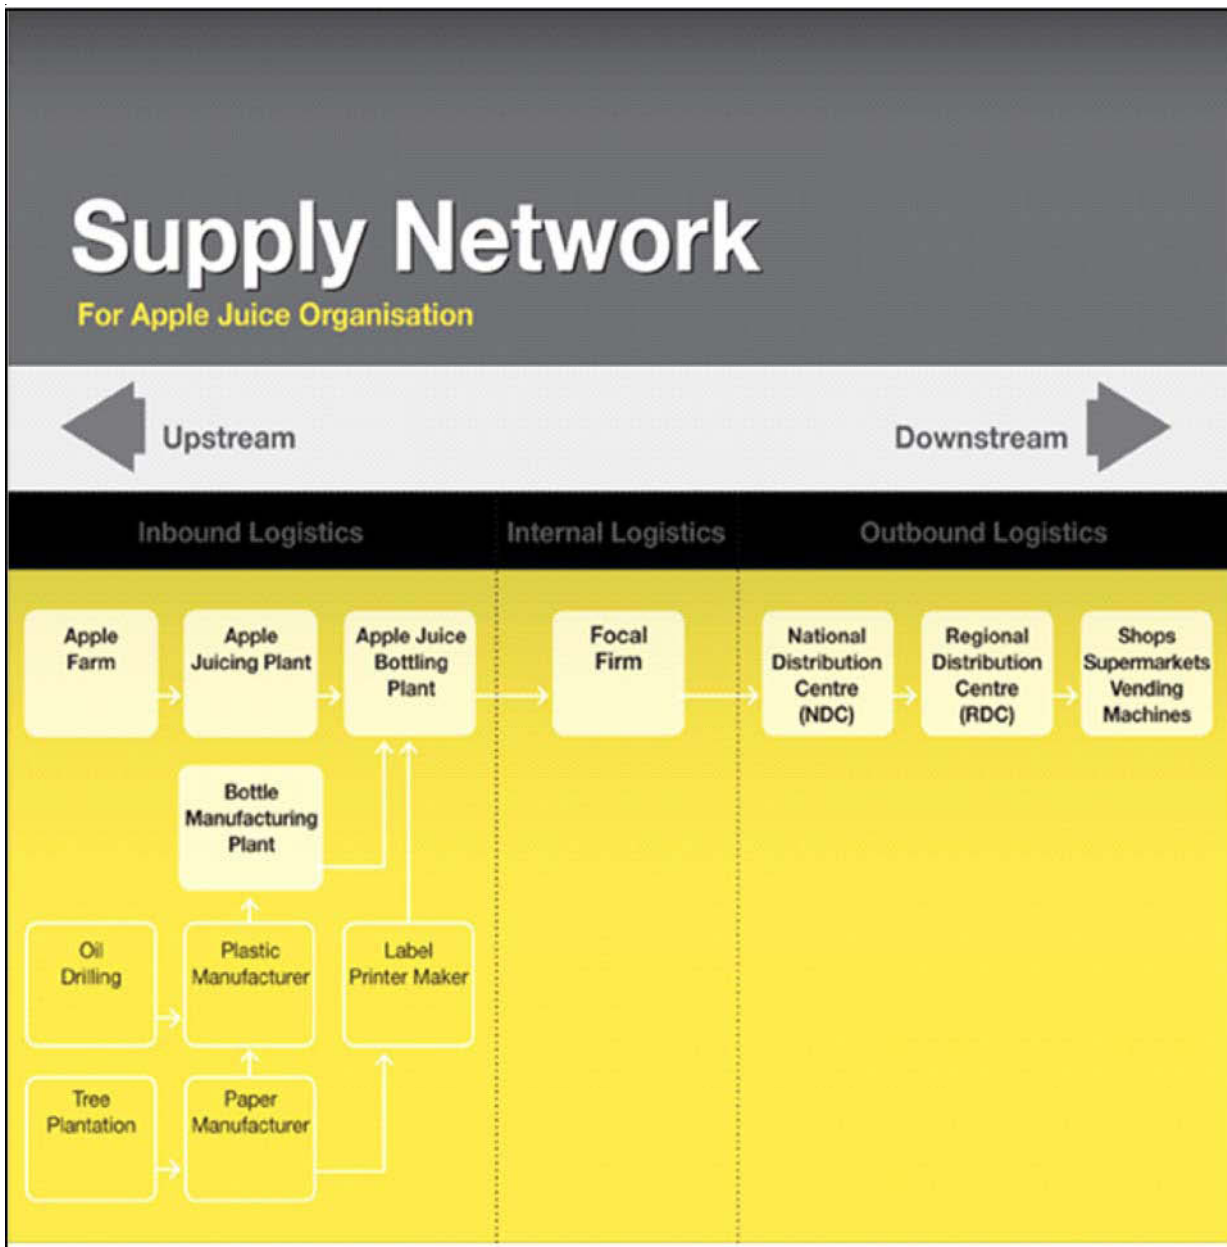 Supply Network
For Apple Juice Organisation
Upstream
Downstream
Inbound Logistics
Internal Logistics
Outbound Logistics
Apple
Farm
Apple
Juicing Plant
Apple Juice
Bottling
Plant
Focal
Firm
National
Distribution
Centre
(NDC)
Regional
Distribution
Centre
(RDC)
Shops
Supermarkets
Vending
Machines
Bottle
Manufacturing
Plant
Oil
Drilling
Plastic
Manufacturer
Label
Printer Maker
Tree
Plantation
Paper
Manufacturer